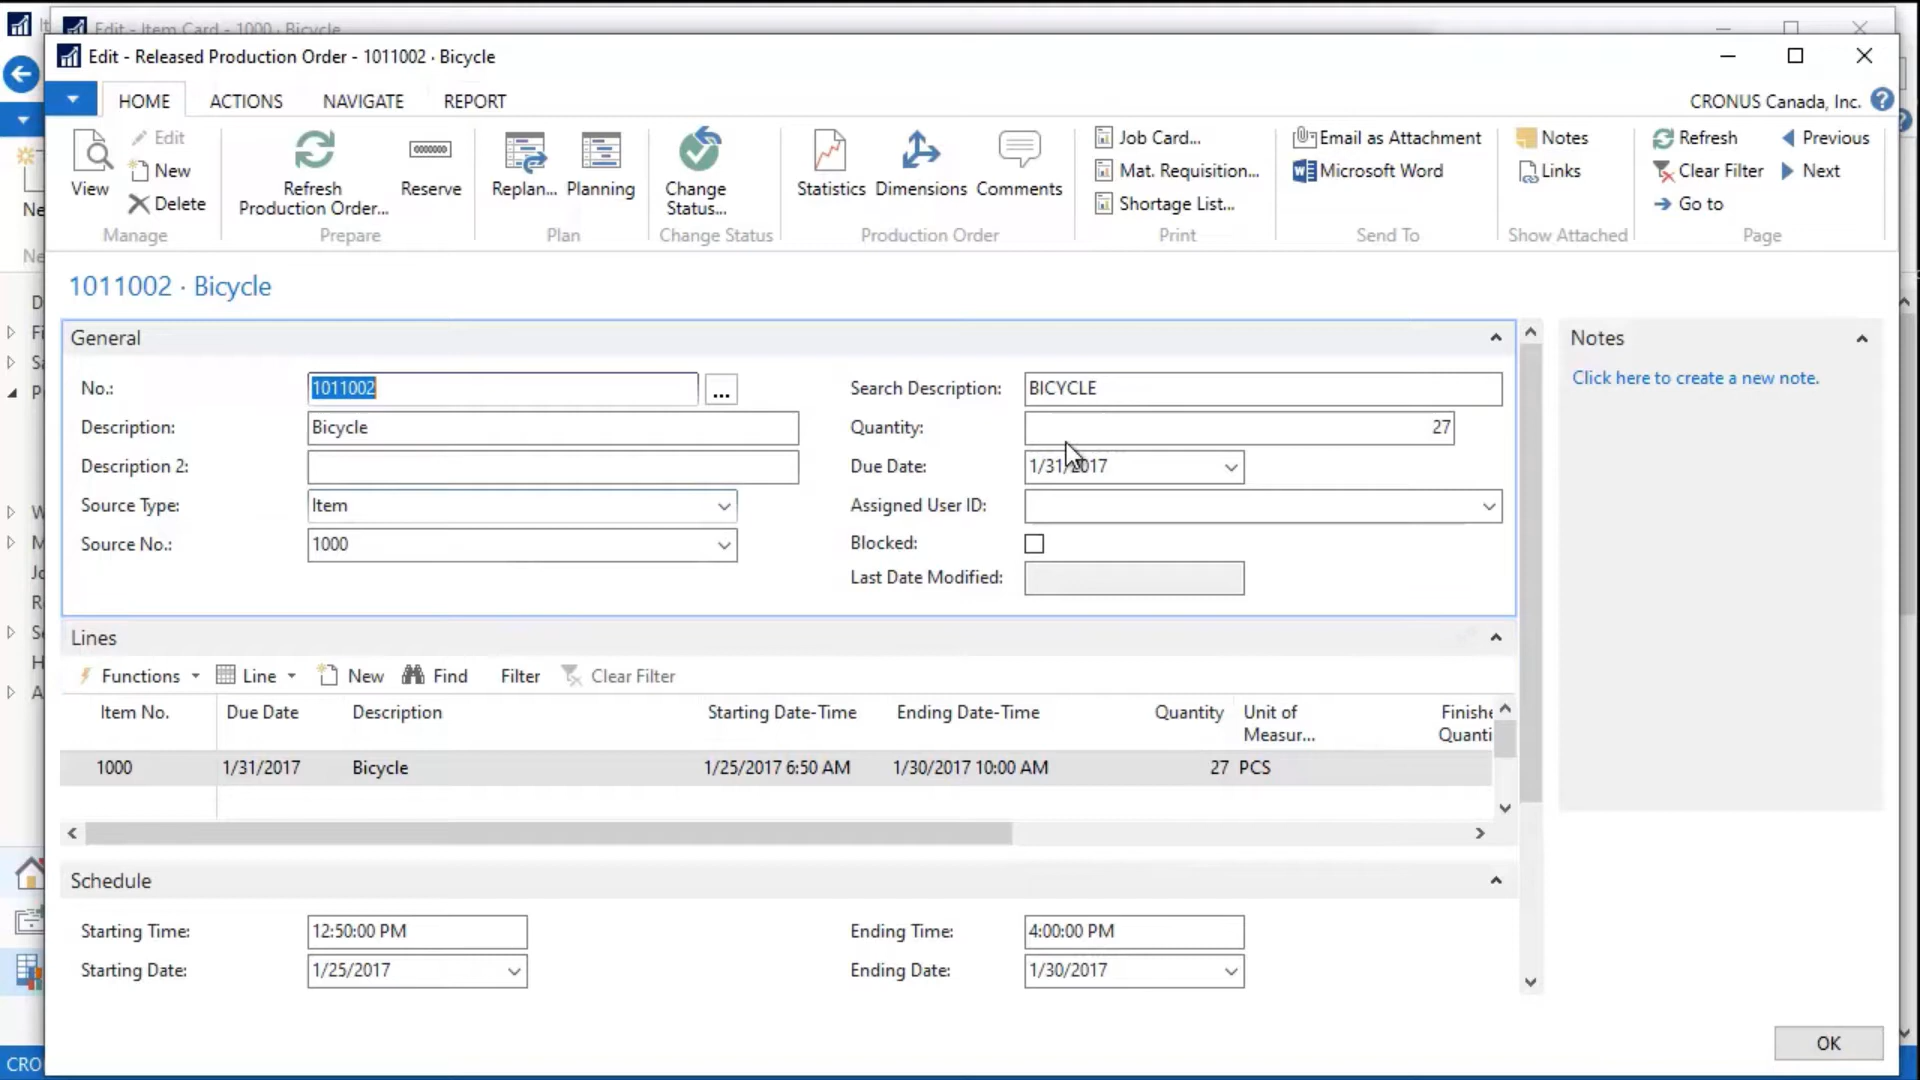 Edit - Item Card - 1000 · Bicycle
Edit - Released Production Order - 1011002 · Bicycle
HOME ACTIONS NAVIGATE REPORT CRONUS Canada, Inc.
View Edit New Delete
Manage
Refresh Production Order... Reserve
Prepare
Replan... Planning
Plan
Change Status...
Change Status
Statistics Dimensions Comments
Production Order
Job Card...
Mat. Requisition...
Shortage List...
Print
Email as Attachment
Microsoft Word
Send To
Notes
Links
Show Attached
Refresh Previous
Clear Filter Next
Go to
Page
1011002 · Bicycle
General
No.: 1011002 ...
Description: Bicycle
Description 2:
Source Type: Item
Source No.: 1000
Search Description: BICYCLE
Quantity: 27
Due Date: 1/31/2017
Assigned User ID:
Blocked:
Last Date Modified:
Notes
Click here to create a new note.
Lines
Functions Line New Find Filter Clear Filter
Item No. Due Date Description Starting Date-Time Ending Date-Time Quantity Unit of Measur... Finishe Quanti
1000 1/31/2017 Bicycle 1/25/2017 6:50 AM 1/30/2017 10:00 AM 27 PCS
Schedule
Starting Time: 12:50:00 PM Ending Time: 4:00:00 PM
Starting Date: 1/25/2017 Ending Date: 1/30/2017
OK
CRO